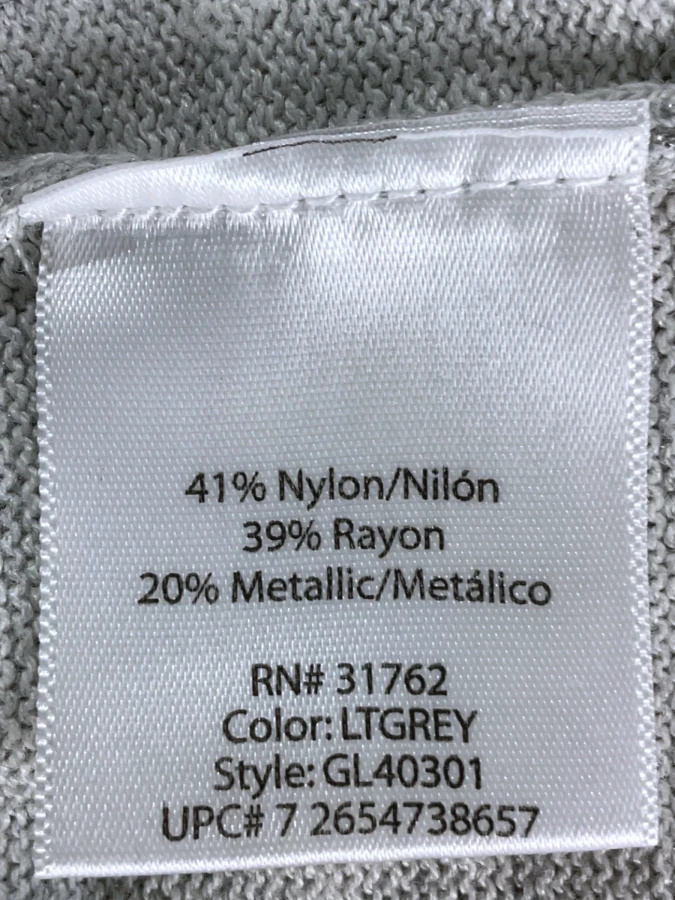 41% Nylon/Nilón
39% Rayon
20% Metallic/Metálico
RN# 31762
Color: LTGREY
Style: GL40301
UPC# 7 2654738657